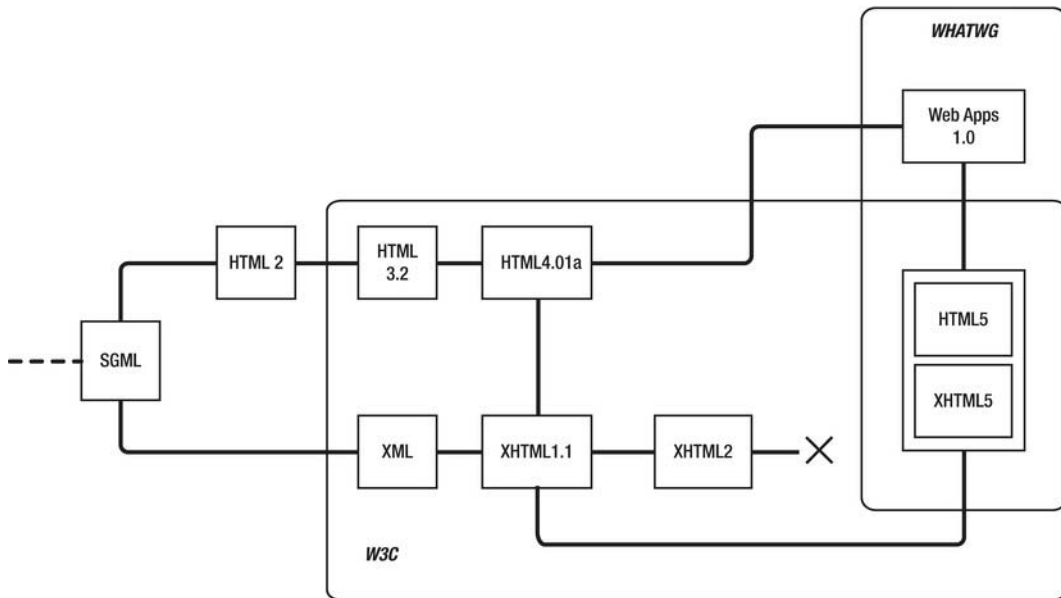 WHATWG
Web Apps
1.0
HTML 2
HTML
3.2
HTML4.01a
SGML
HTML5
XHTML5
XML
XHTML1.1
XHTML2
W3C